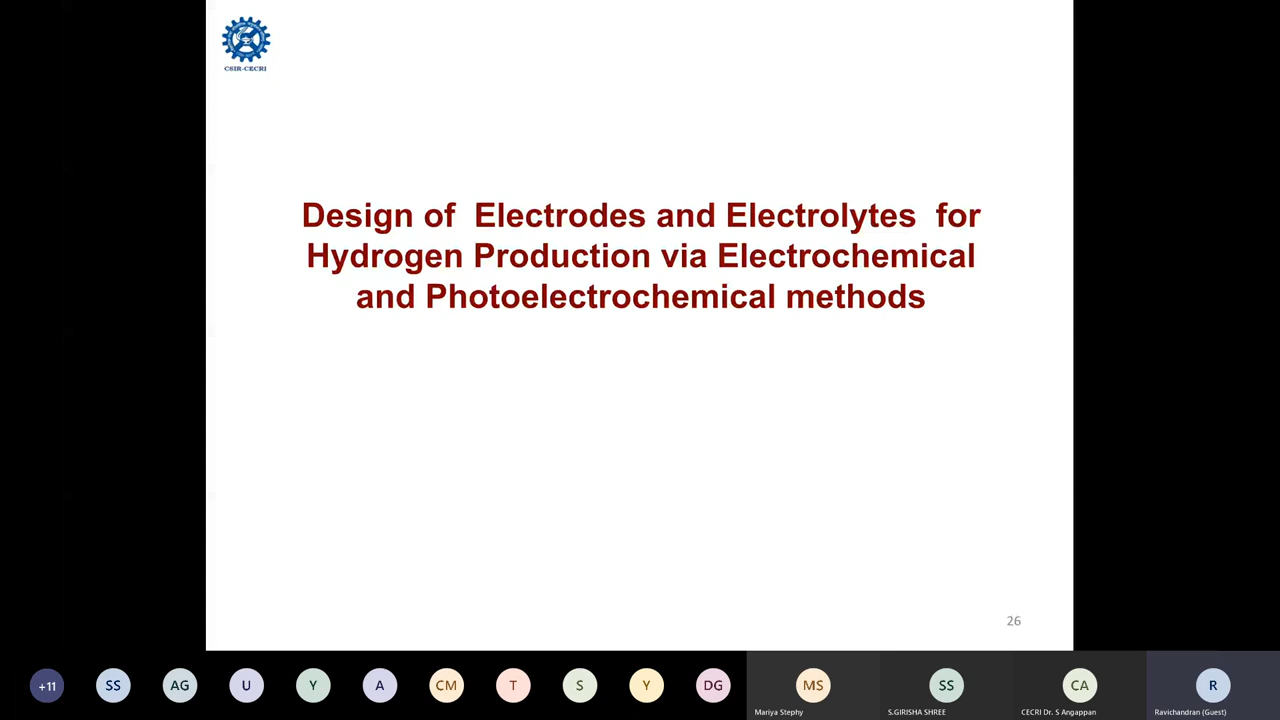 CSIR-CECRI
Design of Electrodes and Electrolytes for
Hydrogen Production via Electrochemical
and Photoelectrochemical methods
26
+11
SS
AG
U
Y
A
CM
T
S
Y
DG
MS
SS
CA
R
Mariya Stephy
S.GIRISHA SHREE
CECRI Dr. S Angappan
Ravichandran (Guest)